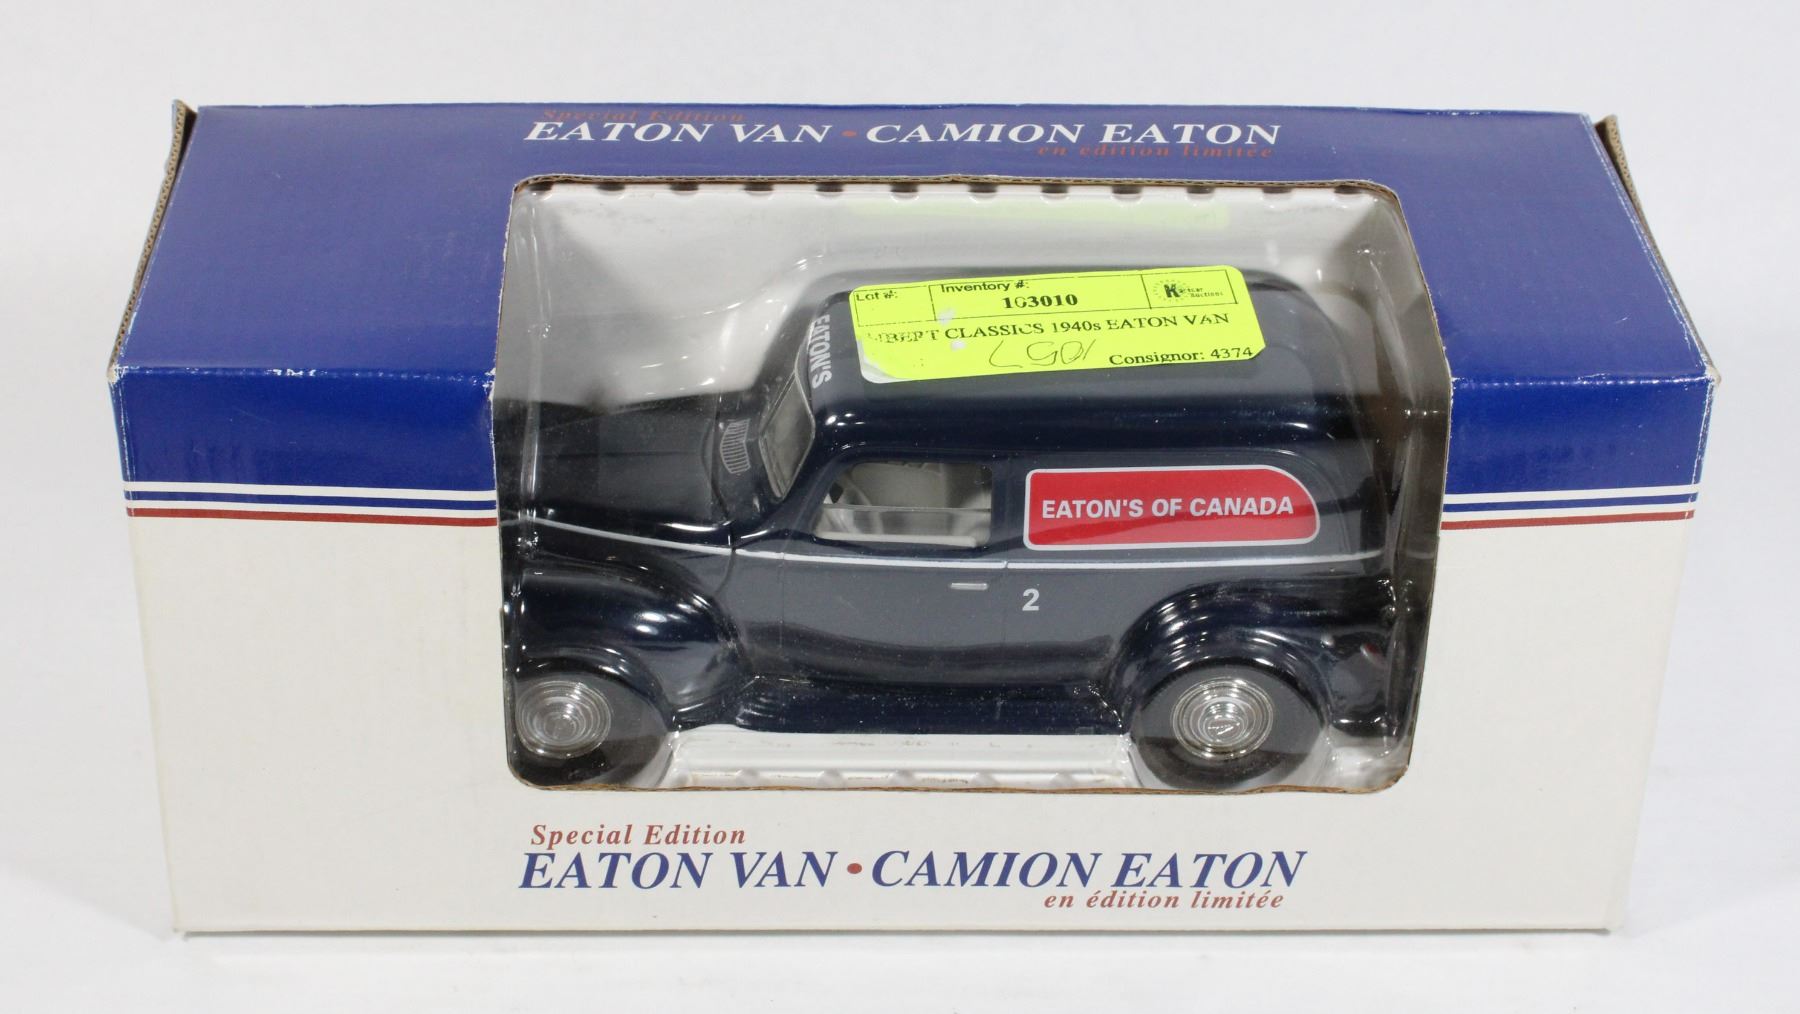 Special Edition
EATON VAN • CAMION EATON
en édition limitée
EATON'S
Lot #:
Inventory #:
103010
Auctions
CLASSICS 1940s EATON VAN
Consignor: 4374
EATON'S OF CANADA
2
Special Edition
EATON VAN • CAMION EATON
en édition limitée